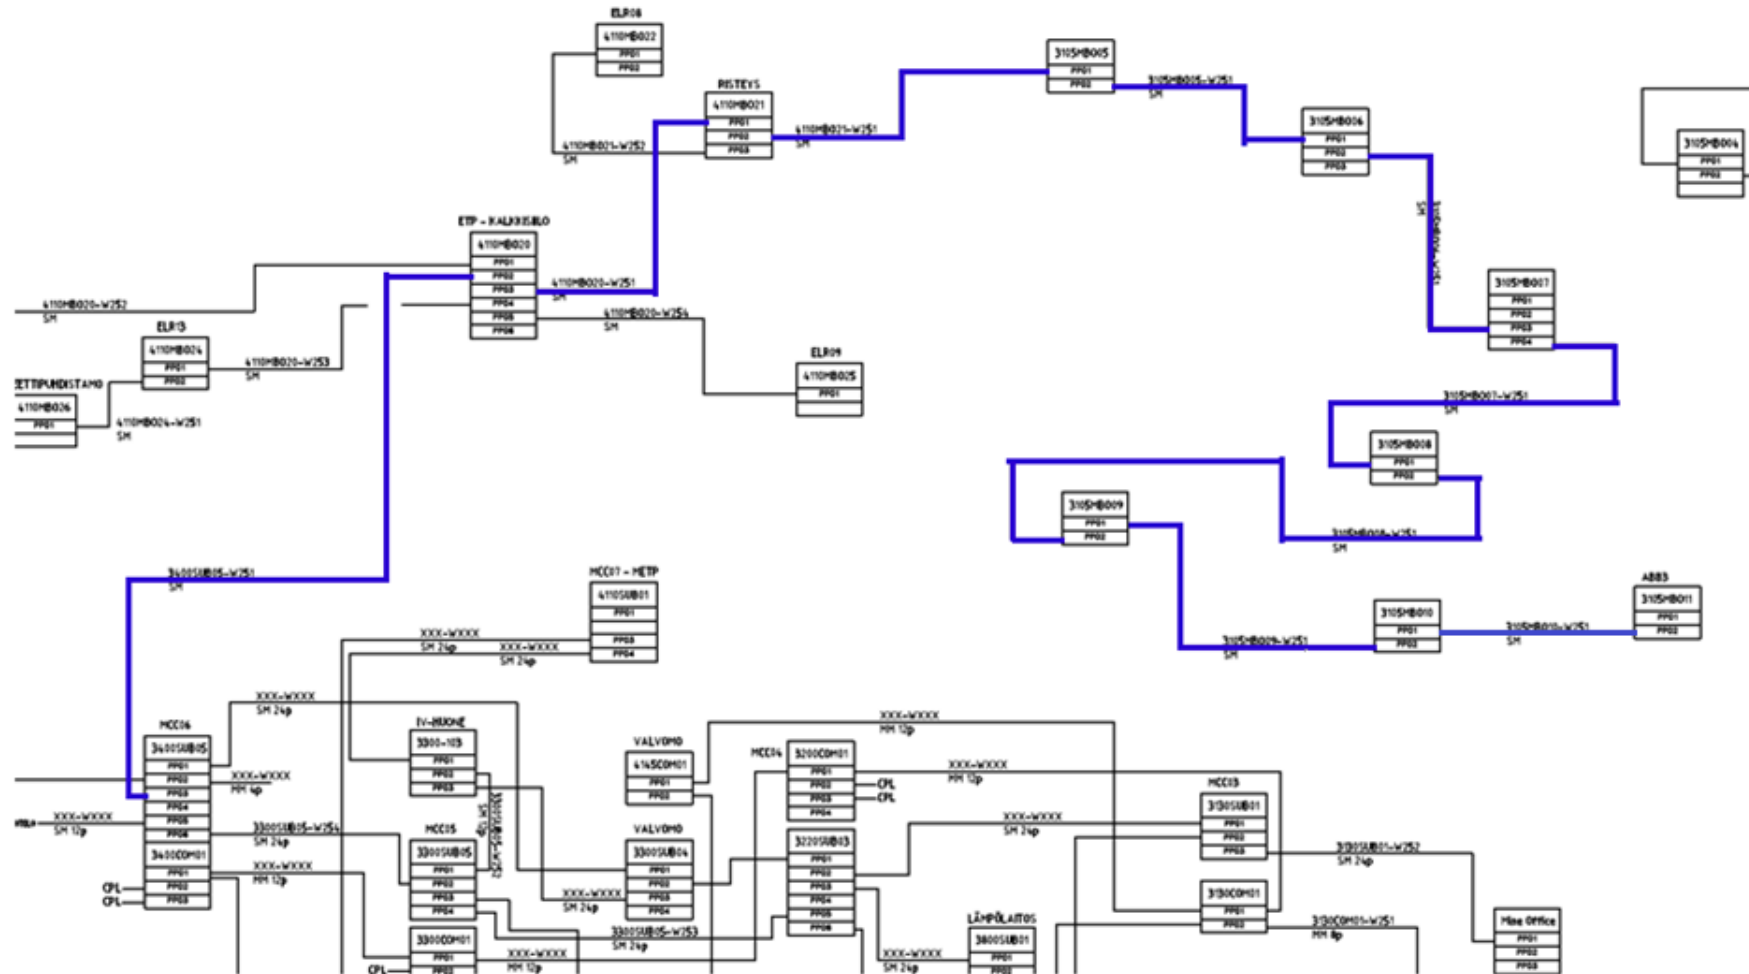 ELR08
4110MB022
PP01
PP02
RISTEYS
4110MB021
PP01
PP02
PP03
4110MB021-W252
SM
4110MB021-W251
SM
3105MB005
PP01
PP02
3105MB005-W251
SM
3105MB006
PP01
PP02
PP03
3105MB006-W251
SM
3105MB004
PP01
PP02
ETP - KALKKISIILO
4110MB020
PP01
PP02
PP03
PP04
PP05
PP06
4110MB020-W251
SM
4110MB020-W252
SM
4110MB020-W254
SM
ELR13
4110MB024
PP01
PP02
4110MB020-W253
SM
ELR09
4110MB025
PP01
ETTIPUHDISTAMO
4110MB026
PP01
4110MB024-W251
SM
3105MB007
PP01
PP02
PP03
PP04
3105MB007-W251
SM
3105MB008
PP01
PP02
3105MB008-W251
SM
3105MB009
PP01
PP02
3105MB009-W251
SM
3105MB010
PP01
PP02
3105MB010-W251
SM
ABB3
3105MB011
PP01
PP02
3400SUB05-W251
SM
MCC07 - METP
4110SUB01
PP01
PP03
PP04
XXX-WXXX
SM 24p
XXX-WXXX
SM 24p
MCC06
3400SUB05
PP01
PP02
PP03
PP04
PP05
PP06
3400COM01
PP01
PP02
PP03
CPL
CPL
XXX-WXXX
SM 24p
XXX-WXXX
MM 4p
XXX-WXXX
SM 12p
3300SUB05-W254
SM 24p
XXX-WXXX
MM 12p
IV-HUONE
3300-103
PP01
PP02
PP03
3300SUB05-W252
SM 12p
MCC05
3300SUB05
PP01
PP02
PP03
PP04
3300COM01
PP01
PP02
CPL
XXX-WXXX
SM 24p
3300SUB05-W253
SM 24p
XXX-WXXX
MM 12p
VALVOMO
4145COM01
PP01
PP02
VALVOMO
3300SUB04
PP01
PP02
PP03
PP04
XXX-WXXX
MM 12p
MCC04
3200COM01
PP01
PP02
PP03
PP04
CPL
CPL
3220SUB03
PP01
PP02
PP03
PP04
PP05
PP06
XXX-WXXX
MM 12p
XXX-WXXX
SM 24p
XXX-WXXX
SM 24p
LÄMPÖLAITOS
3800SUB01
PP01
MCC03
3130SUB01
PP01
PP02
PP03
3130SUB01-W252
SM 24p
3130COM01
PP01
PP02
3130COM01-W251
MM 8p
Mine Office
PP01
PP02
PP03